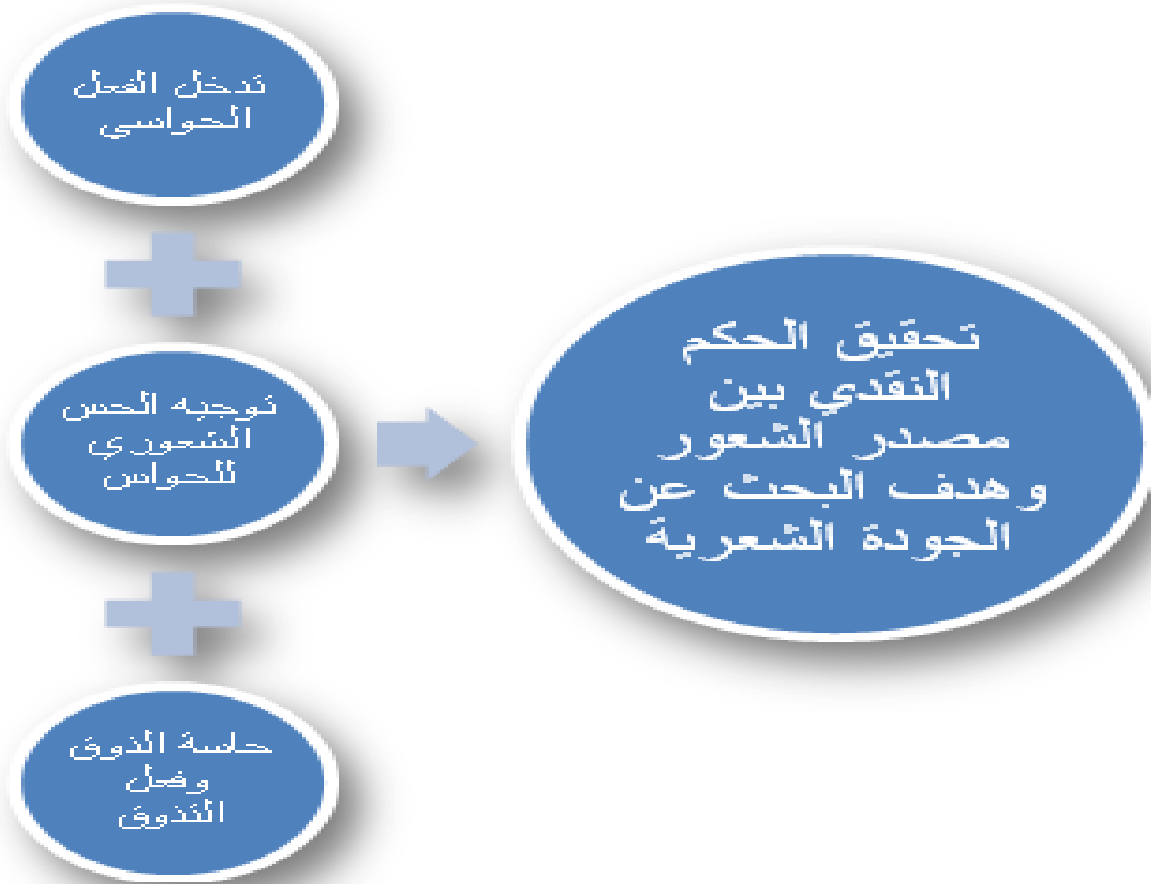 تدخل الفعل
الحواسي
توجيه الحس
الشعوري
للحواس
حاسة الذوق
وفعل
التذوق
تحقيق الحكم
النقدي بين
مصدر الشعور
وهدف البحث عن
الجودة الشعرية